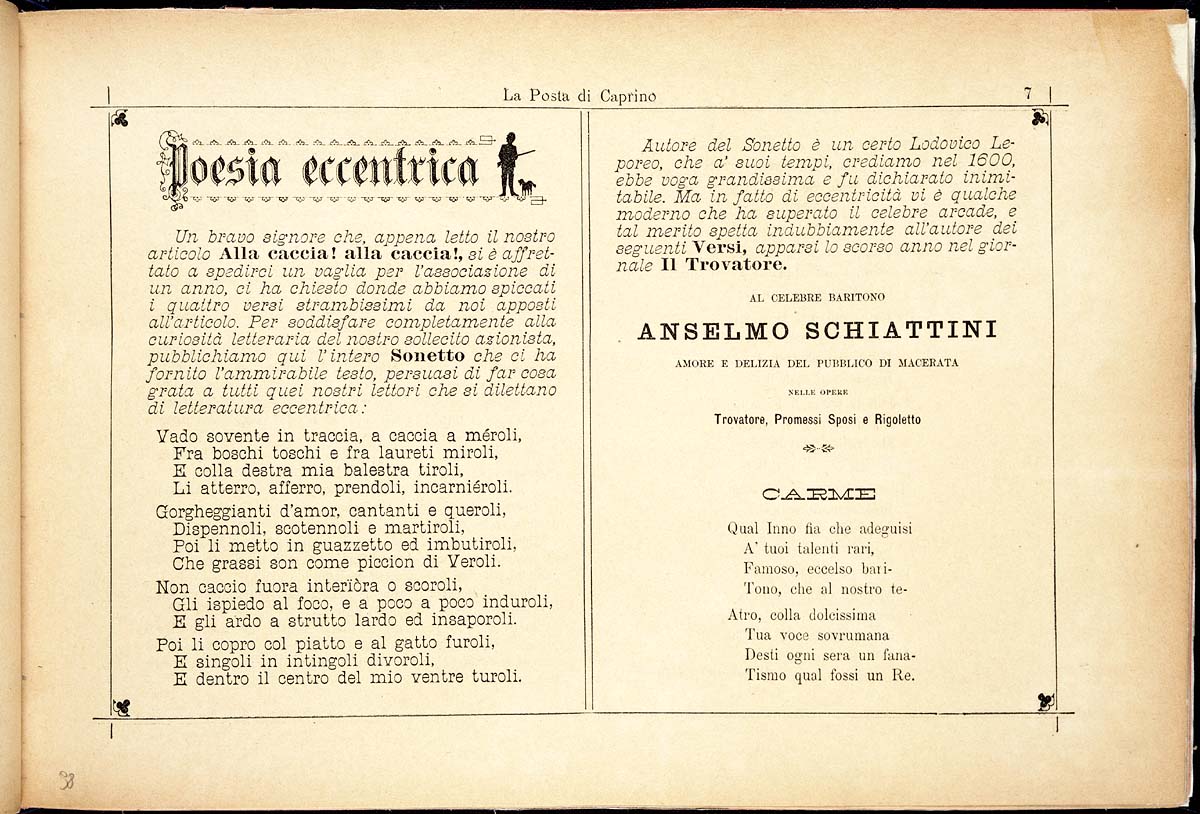 La Posta di Caprino
7
Poesia eccentrica
Un bravo signore che, appena letto il nostro
articolo Alla caccia! alla caccia!, si è affret-
tato a spedirci un vaglia per l'associazione di
un anno, ci ha chiesto donde abbiamo spiccati
i quattro versi strambissimi da noi apposti
all'articolo. Per soddisfare completamente alla
curiosità letteraria del nostro sollecito azionista,
pubblichiamo qui l'intero Sonetto che ci ha
fornito l'ammirabile testo, persuasi di far cosa
grata a tutti quei nostri lettori che si dilettano
di letteratura eccentrica:
Vado sovente in traccia, a caccia a méroli,
Fra boschi toschi e fra laureti miroli,
E colla destra mia balestra tiroli,
Li atterro, afferro, prendoli, incarniéroli.
Gorgheggianti d'amor, cantanti e queroli,
Dispennoli, scotennoli e martiroli,
Poi li metto in guazzetto ed imbutiroli,
Che grassi son come piccion di Veroli.
Non caccio fuora interïòra o scoroli,
Gli ispiedo al foco, e a poco a poco induroli,
E gli ardo a strutto lardo ed insaporoli.
Poi li copro col piatto e al gatto furoli,
E singoli in intingoli divoroli,
E dentro il centro del mio ventre turoli.
Autore del Sonetto è un certo Lodovico Le-
poreo, che a' suoi tempi, crediamo nel 1600,
ebbe voga grandissima e fu dichiarato inimi-
tabile. Ma in fatto di eccentricità vi è qualche
moderno che ha superato il celebre arcade, e
tal merito spetta indubbiamente all'autore dei
seguenti Versi, apparsi lo scorso anno nel gior-
nale Il Trovatore.
AL CELEBRE BARITONO
ANSELMO SCHIATTINI
AMORE E DELIZIA DEL PUBBLICO DI MACERATA
NELLE OPERE
Trovatore, Promessi Sposi e Rigoletto
CARME
Qual Inno fia che adeguisi
A' tuoi talenti rari,
Famoso, eccelso bari-
Tono, che al nostro te-
Atro, colla dolcissima
Tua voce sovrumana
Desti ogni sera un fana-
Tismo qual fossi un Re.
38